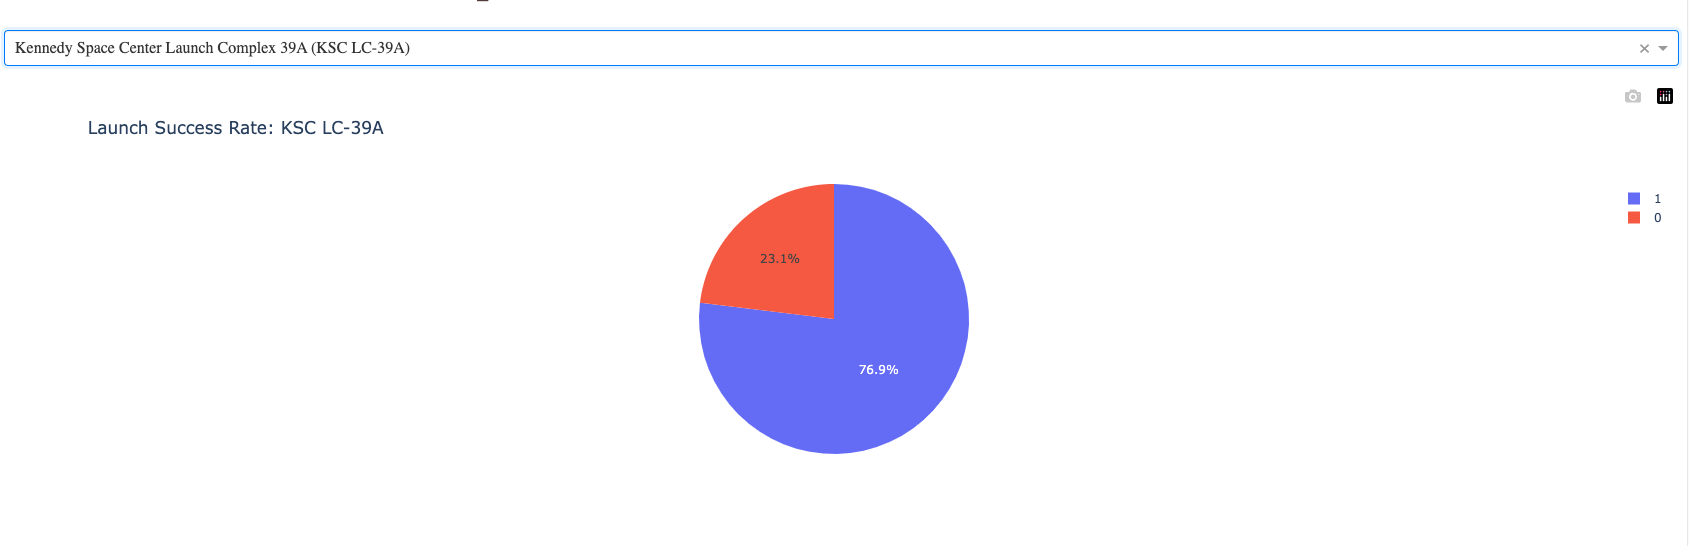 Kennedy Space Center Launch Complex 39A (KSC LC-39A)
Launch Success Rate: KSC LC-39A
1
0
23.1%
76.9%